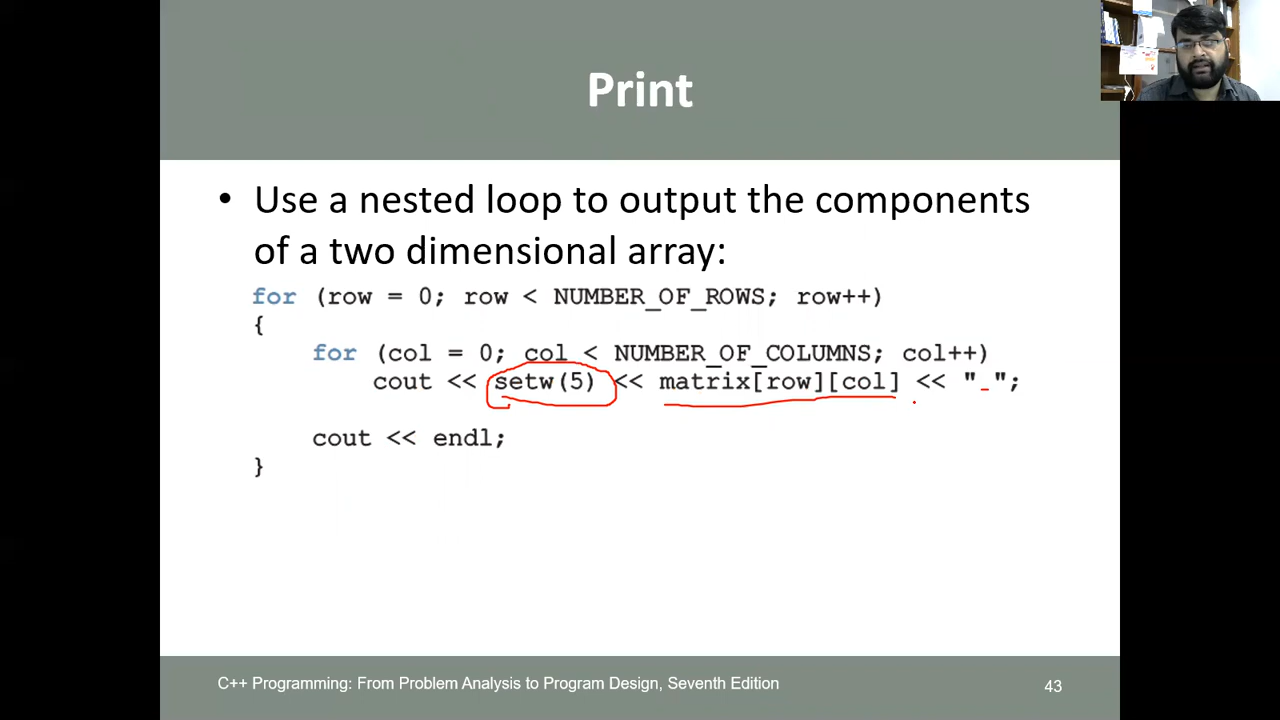 Print
• Use a nested loop to output the components
of a two dimensional array:
for (row = 0; row < NUMBER_OF_ROWS; row++)
{
for (col = 0; col < NUMBER_OF_COLUMNS; col++)
cout << setw(5) << matrix[row][col] << " ";
cout << endl;
}
C++ Programming: From Problem Analysis to Program Design, Seventh Edition
43